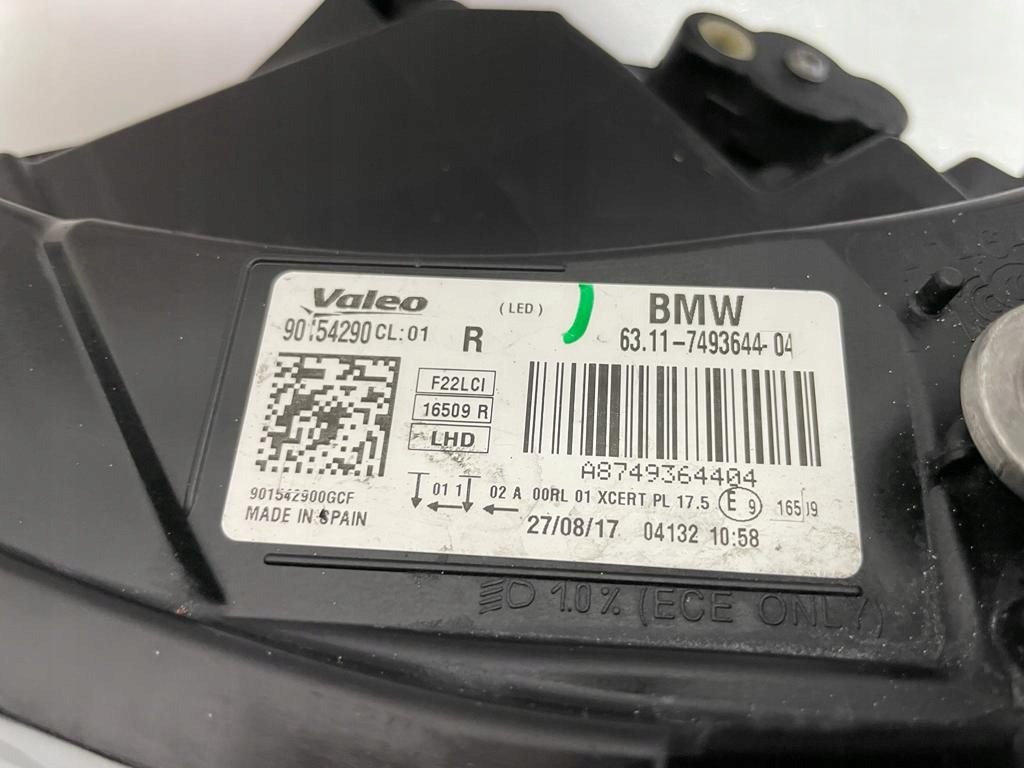 Valeo (LED) BMW
90154290 CL:01 R 63.11-7493644-04
F22LCI
16509 R
LHD
A8749364404
901542900GCF 01 1 02 A 00RL 01 XCERT PL 17.5 E 9 16509
MADE IN SPAIN 27/08/17 04132 10:58
1.0% (ECE ONLY)